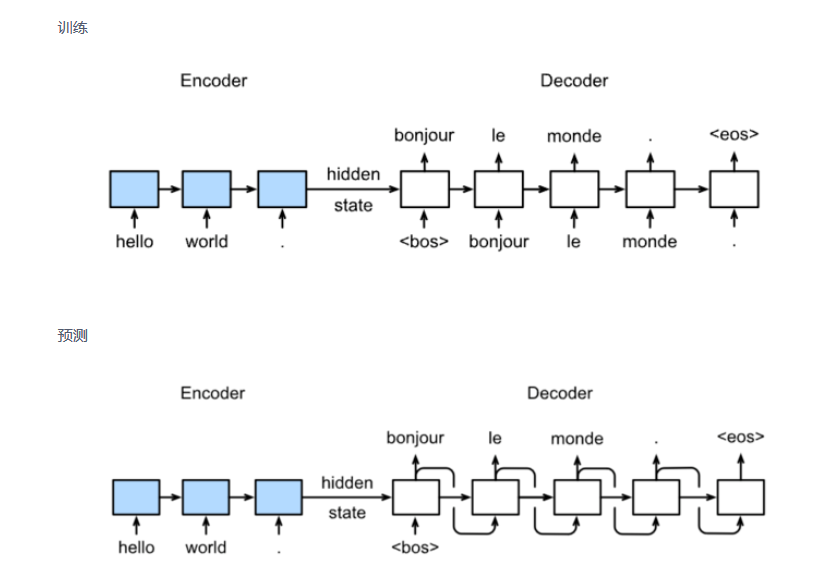 训练
Encoder Decoder
bonjour le monde . <eos>
hidden
state
hello world . <bos> bonjour le monde .
预测
Encoder Decoder
bonjour le monde . <eos>
hidden
state
hello world . <bos>